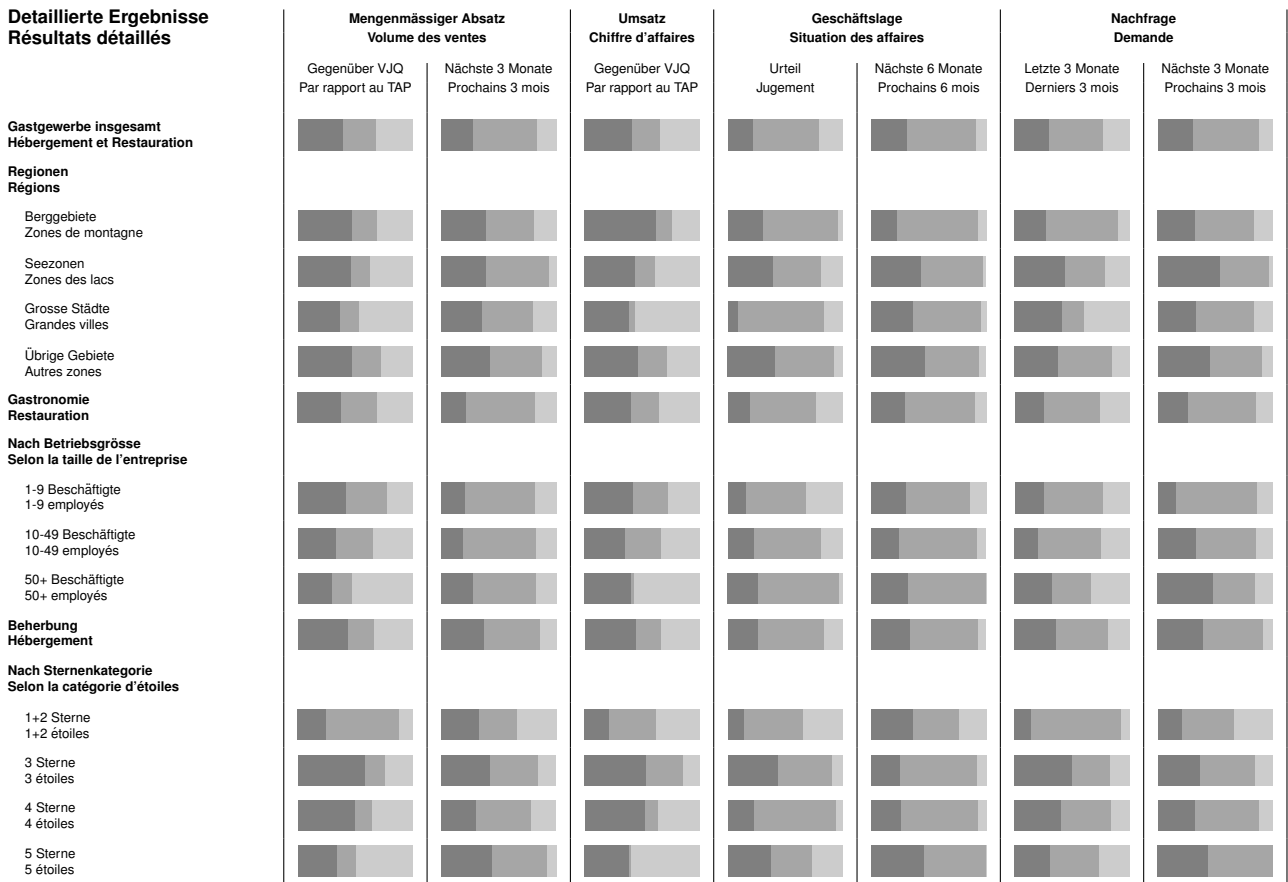 Detaillierte Ergebnisse
Résultats détaillés
Mengenmässiger Absatz
Volume des ventes
Umsatz
Chiffre d'affaires
Geschäftslage
Situation des affaires
Nachfrage
Demande
Gegenüber VJQ
Par rapport au TAP
Nächste 3 Monate
Prochains 3 mois
Gegenüber VJQ
Par rapport au TAP
Urteil
Jugement
Nächste 6 Monate
Prochains 6 mois
Letzte 3 Monate
Derniers 3 mois
Nächste 3 Monate
Prochains 3 mois
Gastgewerbe insgesamt
Hébergement et Restauration
Regionen
Régions
Berggebiete
Zones de montagne
Seezonen
Zones des lacs
Grosse Städte
Grandes villes
Übrige Gebiete
Autres zones
Gastronomie
Restauration
Nach Betriebsgrösse
Selon la taille de l'entreprise
1-9 Beschäftigte
1-9 employés
10-49 Beschäftigte
10-49 employés
50+ Beschäftigte
50+ employés
Beherbung
Hébergement
Nach Sternenkategorie
Selon la catégorie d'étoiles
1+2 Sterne
1+2 étoiles
3 Sterne
3 étoiles
4 Sterne
4 étoiles
5 Sterne
5 étoiles